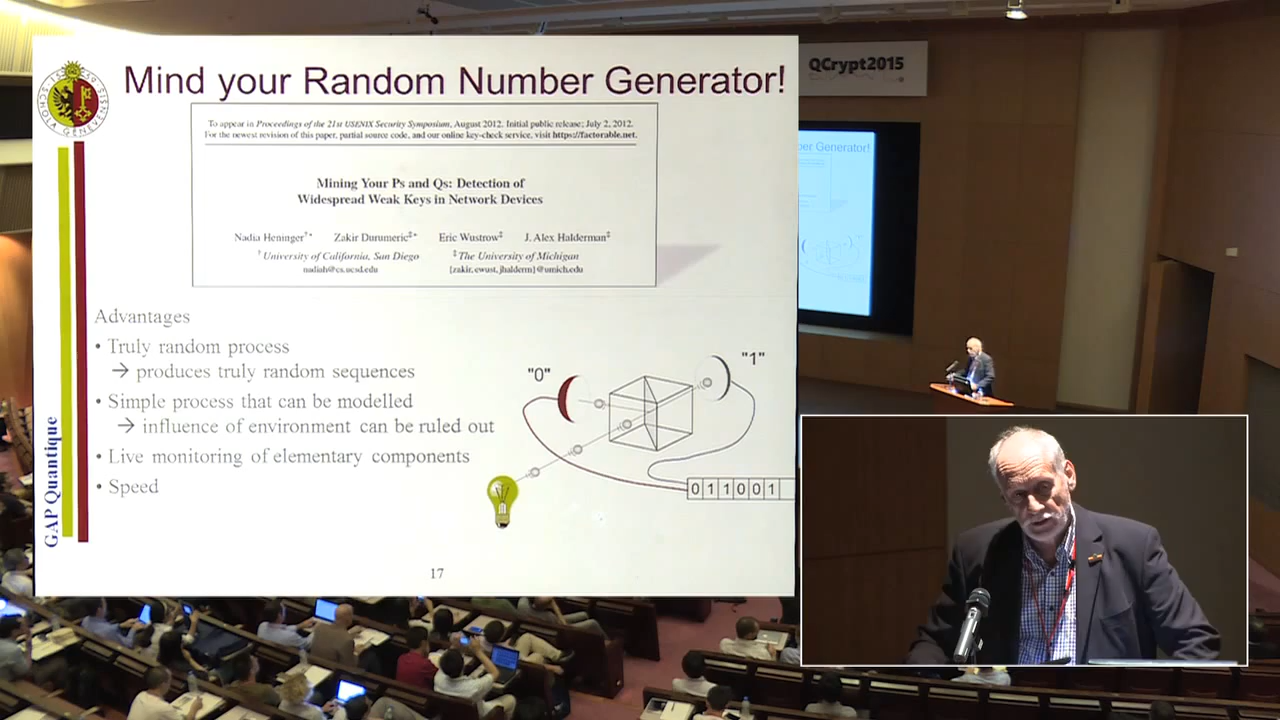 Mind your Random Number Generator!
To appear in Proceedings of the 21st USENIX Security Symposium, August 2012. Initial public release; July 2, 2012.
For the newest revision of this paper, partial source code, and our online key-check service, visit https://factorable.net.
Mining Your Ps and Qs: Detection of
Widespread Weak Keys in Network Devices
Nadia Heninger†* Zakir Durumeric‡* Eric Wustrow‡ J. Alex Halderman‡
† University of California, San Diego ‡ The University of Michigan
nadiah@cs.ucsd.edu {zakir, ewust, jhalderm}@umich.edu
Advantages
• Truly random process
→ produces truly random sequences
• Simple process that can be modelled
→ influence of environment can be ruled out
• Live monitoring of elementary components
• Speed
"0"
"1"
0 1 1 0 0 1
GAP Quantique
17
QCrypt2015
ber Generator!